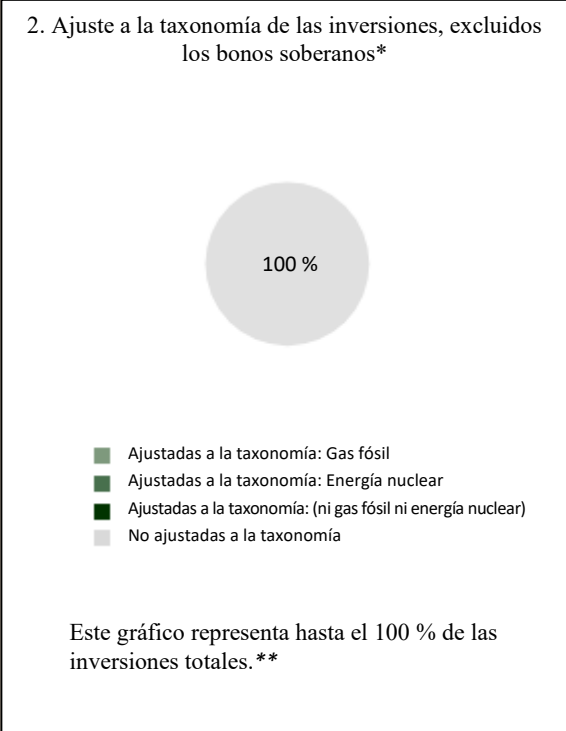 2. Ajuste a la taxonomía de las inversiones, excluidos
los bonos soberanos*
100 %
Ajustadas a la taxonomía: Gas fósil
Ajustadas a la taxonomía: Energía nuclear
Ajustadas a la taxonomía: (ni gas fósil ni energía nuclear)
No ajustadas a la taxonomía
Este gráfico representa hasta el 100 % de las
inversiones totales.**